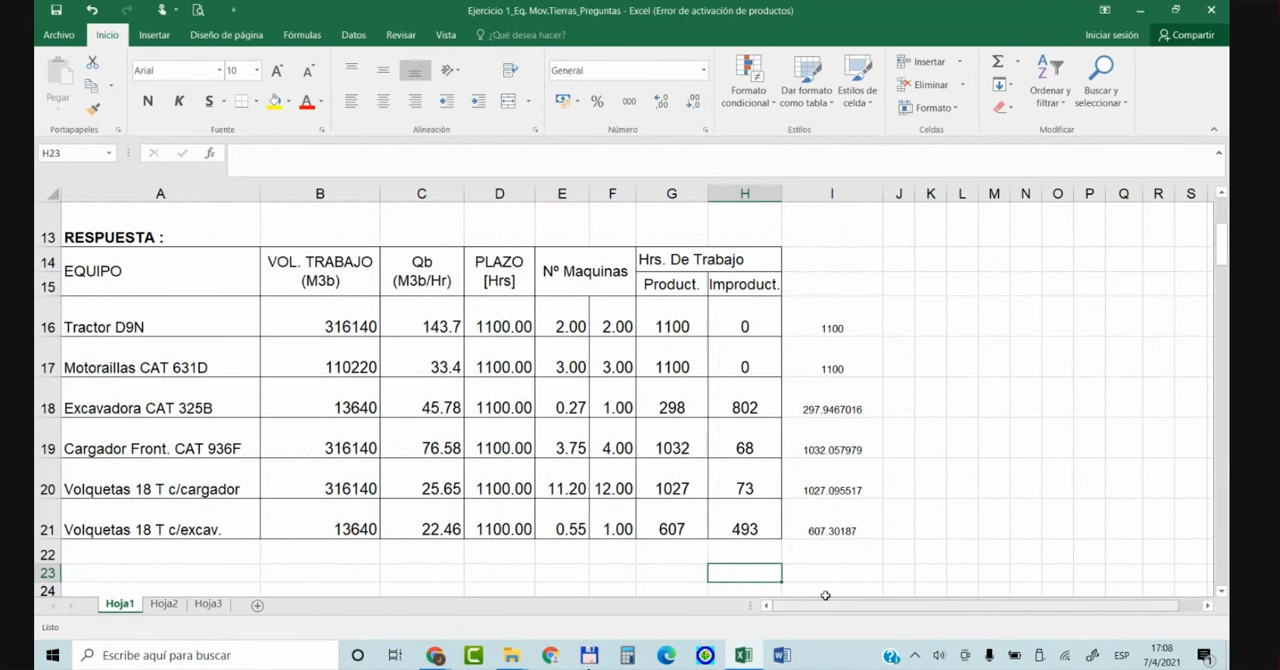 Ejercicio 1_Eq. Mov.Tierras_Preguntas - Excel (Error de activación de productos)
Archivo Inicio Insertar Diseño de página Fórmulas Datos Revisar Vista ¿Qué desea hacer? Iniciar sesión Compartir
Pegar
Arial 10
N K S
General
% 000
Formato condicional
Dar formato como tabla
Estilos de celda
Insertar
Eliminar
Formato
Ordenar y filtrar
Buscar y seleccionar
Portapapeles Fuente Alineación Número Estilos Celdas Modificar
H23 fx
A B C D E F G H I J K L M N O P Q R S
13 RESPUESTA :
14 EQUIPO VOL. TRABAJO Qb PLAZO Nº Maquinas Hrs. De Trabajo
15 (M3b) (M3b/Hr) [Hrs] Product. Improduct.
16 Tractor D9N 316140 143.7 1100.00 2.00 2.00 1100 0 1100
17 Motoraillas CAT 631D 110220 33.4 1100.00 3.00 3.00 1100 0 1100
18 Excavadora CAT 325B 13640 45.78 1100.00 0.27 1.00 298 802 297.9467016
19 Cargador Front. CAT 936F 316140 76.58 1100.00 3.75 4.00 1032 68 1032.057979
20 Volquetas 18 T c/cargador 316140 25.65 1100.00 11.20 12.00 1027 73 1027.095517
21 Volquetas 18 T c/excav. 13640 22.46 1100.00 0.55 1.00 607 493 607.30187
22
23
24
Hoja1 Hoja2 Hoja3
Listo
Escribe aquí para buscar
ESP
17:08
7/4/2021